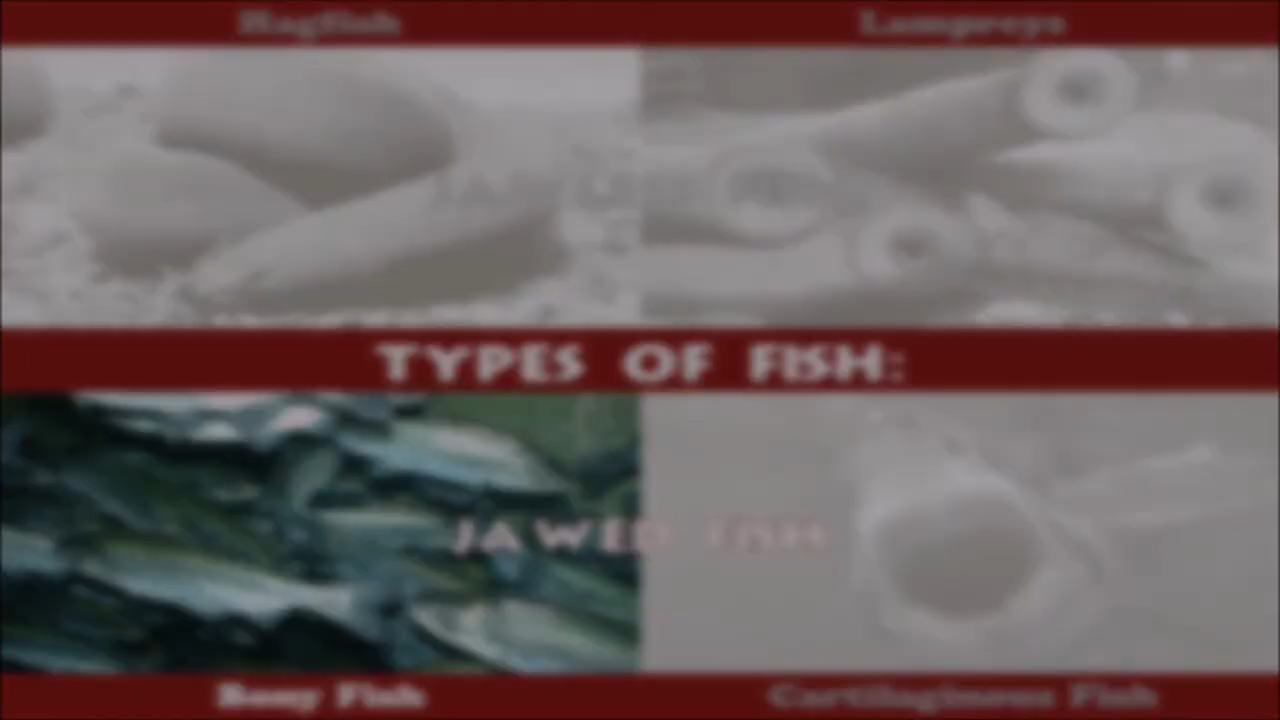 Hagfish
Lampreys
TYPES OF FISH:
JAWED FISH
Bony Fish
Cartilaginous Fish